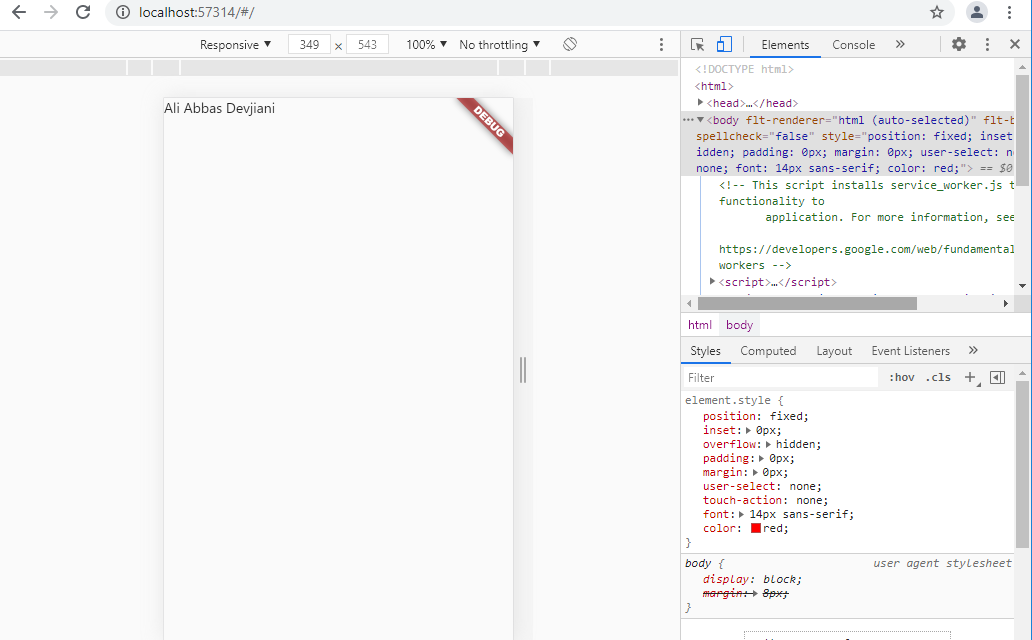 localhost:57314/#/
Responsive ▼ 349 x 543 100% ▼ No throttling ▼
Elements Console »
Ali Abbas Devjiani
DEBUG
<!DOCTYPE html>
<html>
▶<head>…</head>
···▼<body flt-renderer="html (auto-selected)" flt-b
spellcheck="false" style="position: fixed; inset
idden; padding: 0px; margin: 0px; user-select: n
none; font: 14px sans-serif; color: red;"> == $0
<!-- This script installs service_worker.js t
functionality to
application. For more information, see
https://developers.google.com/web/fundamental
workers -->
▶<script>…</script>
html body
Styles Computed Layout Event Listeners »
Filter :hov .cls +
element.style {
position: fixed;
inset:▶ 0px;
overflow:▶ hidden;
padding:▶ 0px;
margin:▶ 0px;
user-select: none;
touch-action: none;
font:▶ 14px sans-serif;
color: red;
}
body { user agent stylesheet
display: block;
margin:▶ 8px;
}